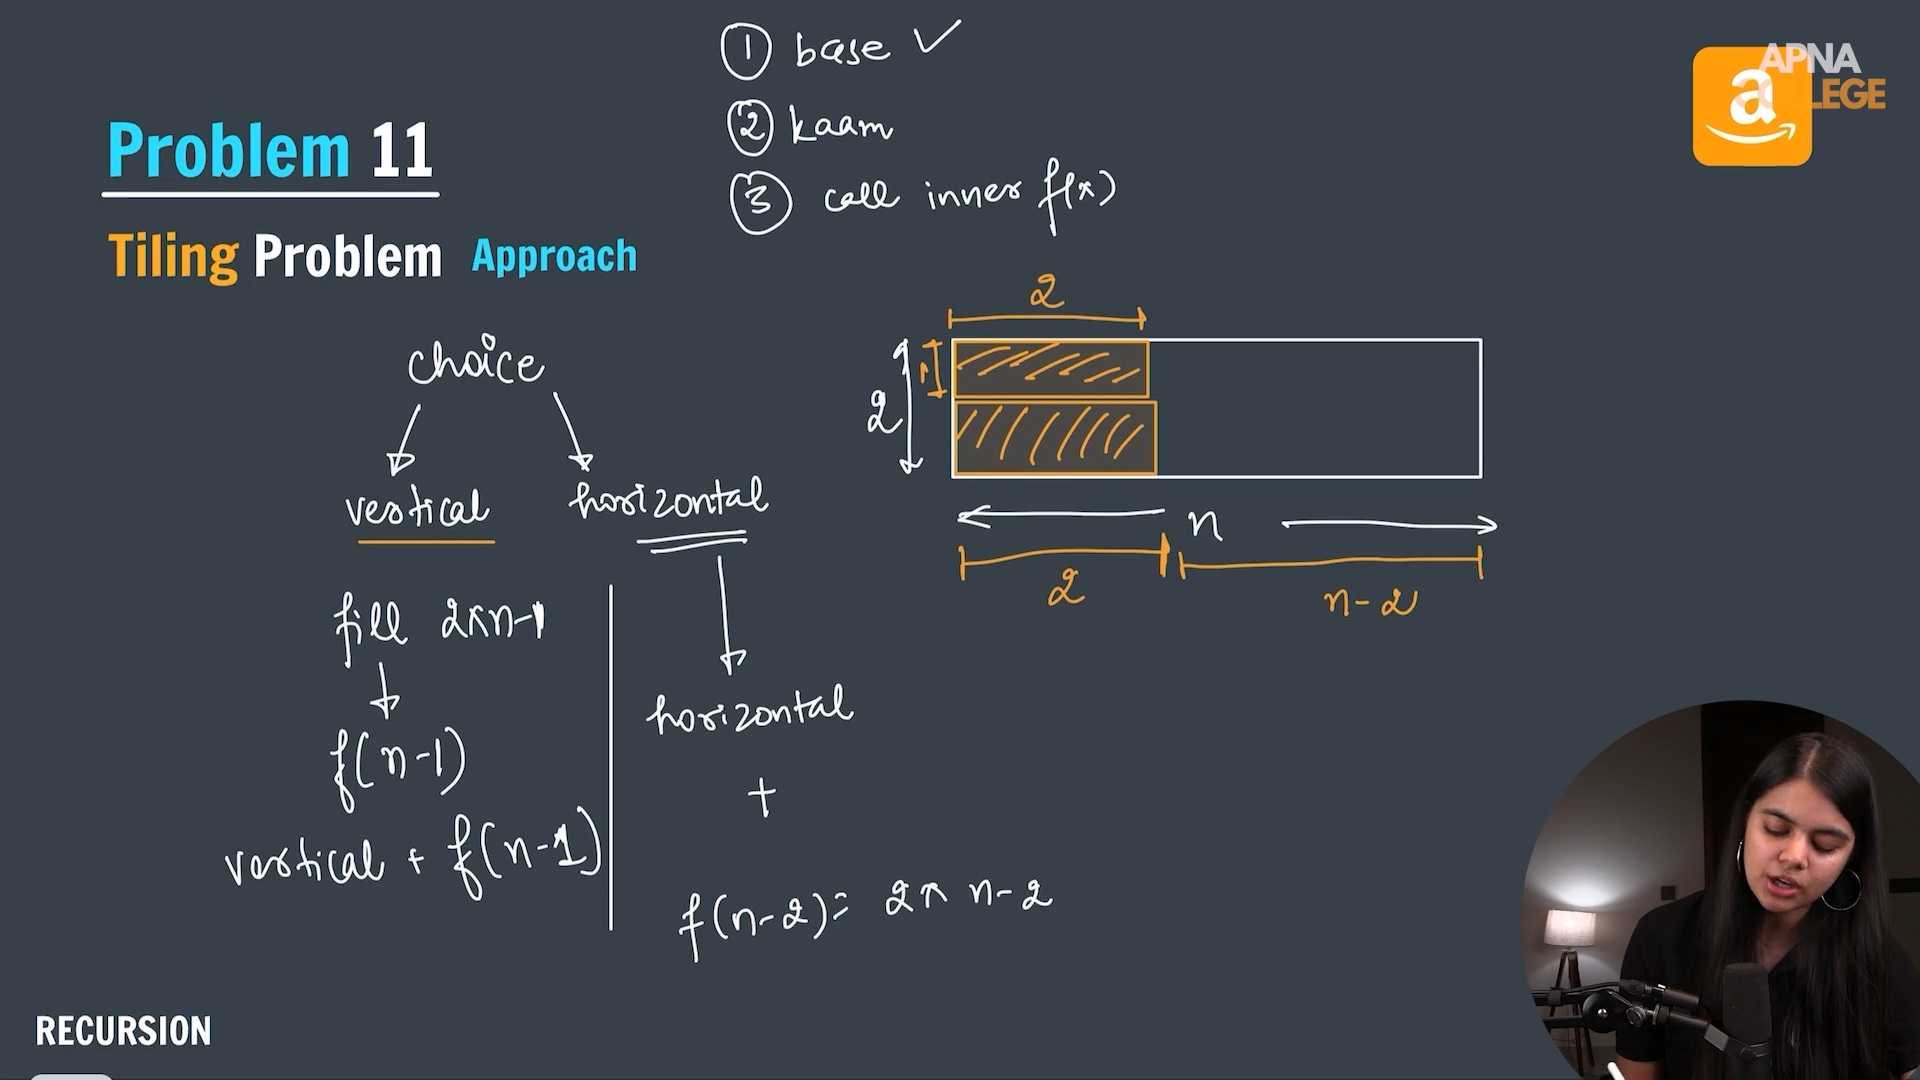 ① base ✓
② kaam
③ call inner f(x)
APNA
COLLEGE
a
Problem 11
Tiling Problem Approach
choice
vertical
horizontal
fill 2xn-1
f(n-1)
vertical + f(n-1)
horizontal
+
f(n-2) = 2x n-2
2
1
2
n
2
n-2
RECURSION